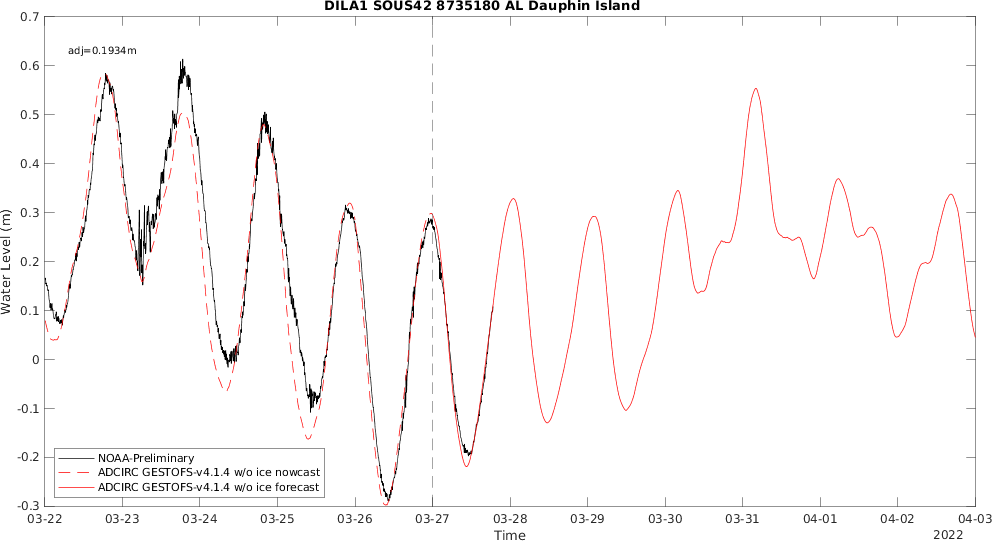 DILA1 SOUS42 8735180 AL Dauphin Island
adj=0.1934m
Water Level (m)
0.7
0.6
0.5
0.4
0.3
0.2
0.1
0
-0.1
-0.2
-0.3
NOAA-Preliminary
ADCIRC GESTOFS-v4.1.4 w/o ice nowcast
ADCIRC GESTOFS-v4.1.4 w/o ice forecast
03-22 03-23 03-24 03-25 03-26 03-27 03-28 03-29 03-30 03-31 04-01 04-02 04-03
Time
2022